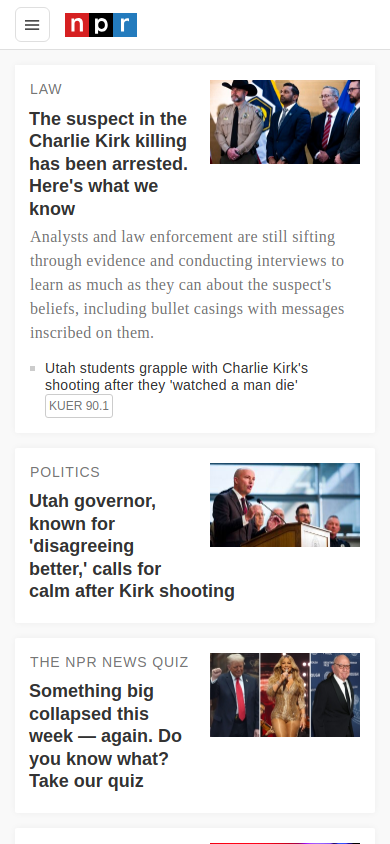 npr
LAW
The suspect in the
Charlie Kirk killing
has been arrested.
Here's what we
know
Analysts and law enforcement are still sifting
through evidence and conducting interviews to
learn as much as they can about the suspect's
beliefs, including bullet casings with messages
inscribed on them.
Utah students grapple with Charlie Kirk's
shooting after they 'watched a man die'
KUER 90.1
POLITICS
Utah governor,
known for
'disagreeing
better,' calls for
calm after Kirk shooting
THE NPR NEWS QUIZ
Something big
collapsed this
week — again. Do
you know what?
Take our quiz